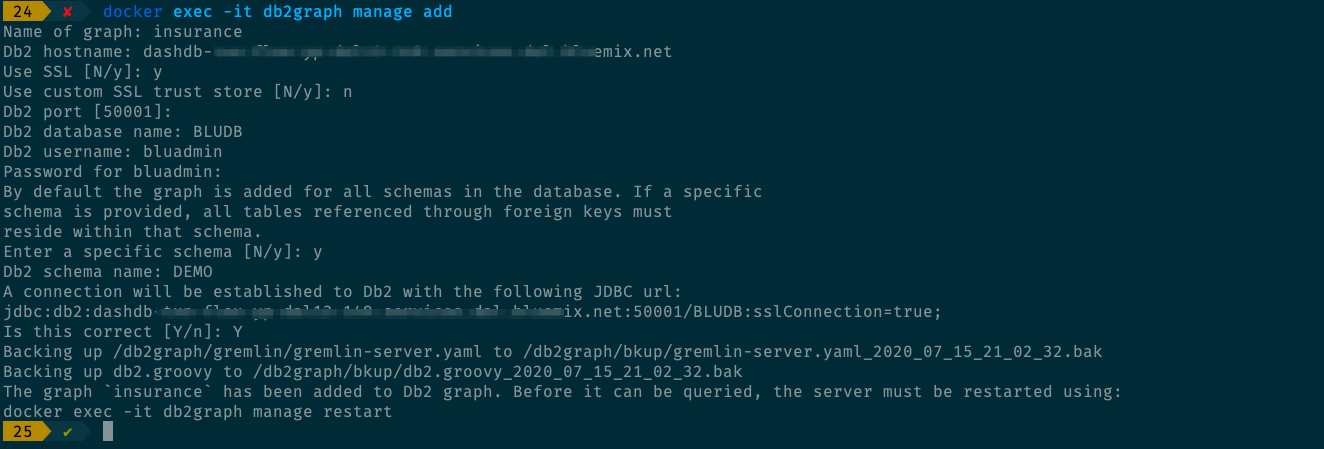 24 ✘ docker exec -it db2graph manage add
Name of graph: insurance
Db2 hostname: dashdb- emix.net
Use SSL [N/y]: y
Use custom SSL trust store [N/y]: n
Db2 port [50001]:
Db2 database name: BLUDB
Db2 username: bluadmin
Password for bluadmin:
By default the graph is added for all schemas in the database. If a specific
schema is provided, all tables referenced through foreign keys must
reside within that schema.
Enter a specific schema [N/y]: y
Db2 schema name: DEMO
A connection will be established to Db2 with the following JDBC url:
jdbc:db2:dashdb- ix.net:50001/BLUDB:sslConnection=true;
Is this correct [Y/n]: Y
Backing up /db2graph/gremlin/gremlin-server.yaml to /db2graph/bkup/gremlin-server.yaml_2020_07_15_21_02_32.bak
Backing up db2.groovy to /db2graph/bkup/db2.groovy_2020_07_15_21_02_32.bak
The graph `insurance` has been added to Db2 graph. Before it can be queried, the server must be restarted using:
docker exec -it db2graph manage restart
25 ✔